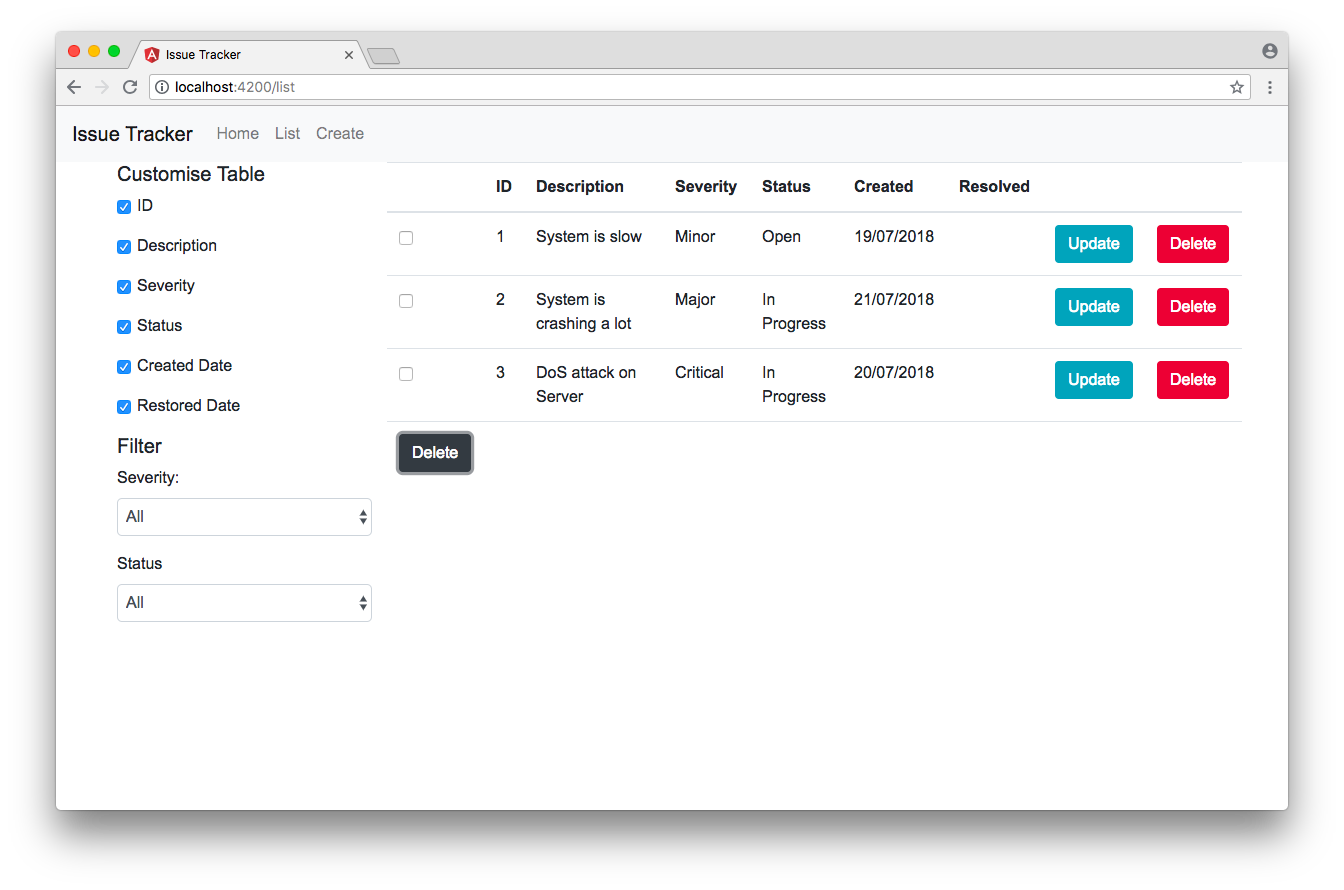 Issue Tracker
localhost:4200/list
Issue Tracker Home List Create
Customise Table
ID
Description
Severity
Status
Created Date
Restored Date
Filter
Severity:
All
Status
All
ID Description Severity Status Created Resolved
1 System is slow Minor Open 19/07/2018 Update Delete
2 System is Major In 21/07/2018 Update Delete
crashing a lot Progress
3 DoS attack on Critical In 20/07/2018 Update Delete
Server Progress
Delete